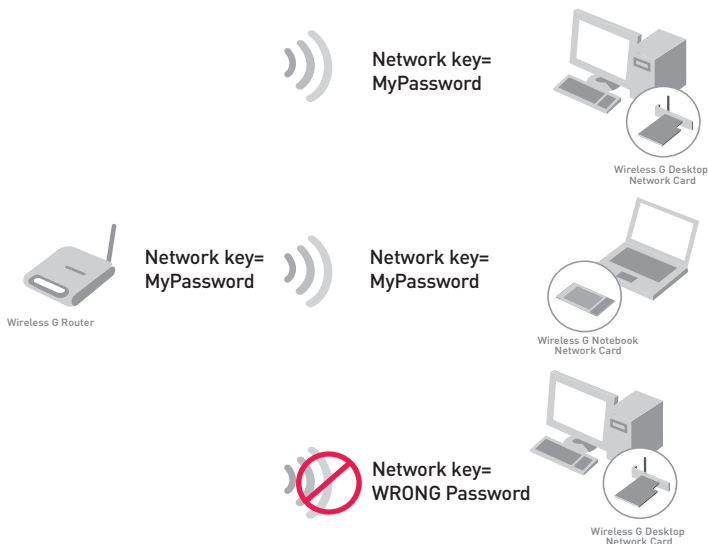 Network key=
MyPassword
Wireless G Desktop
Network Card
Wireless G Router
Network key=
MyPassword
Network key=
MyPassword
Wireless G Notebook
Network Card
Network key=
WRONG Password
Wireless G Desktop
Network Card